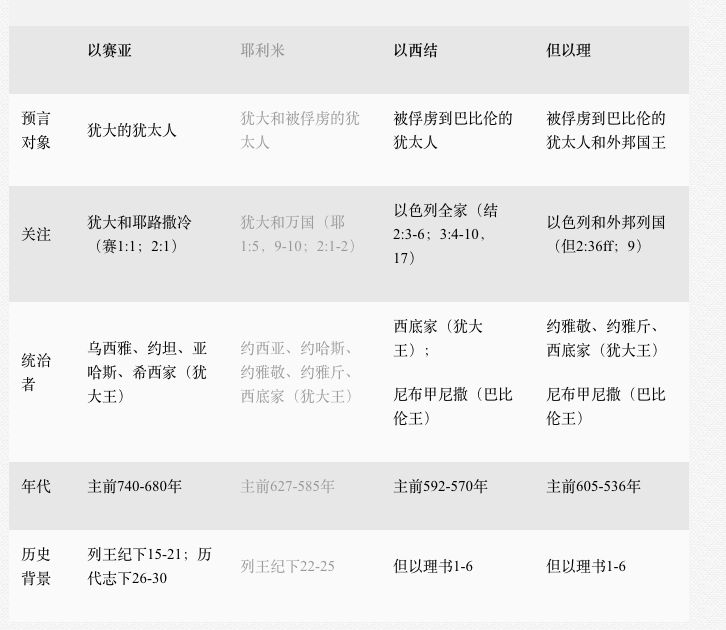 以赛亚 耶利米 以西结 但以理
预言对象 犹大的犹太人 犹大和被俘虏的犹太人 被俘虏到巴比伦的犹太人 被俘虏到巴比伦的犹太人和外邦国王
关注 犹大和耶路撒冷（赛1:1；2:1） 犹大和万国（耶1:5，9-10；2:1-2） 以色列全家（结2:3-6；3:4-10，17） 以色列和外邦列国（但2:36ff；9）
统治者 乌西雅、约坦、亚哈斯、希西家（犹大王） 约西亚、约哈斯、约雅敬、约雅斤、西底家（犹大王） 西底家（犹大王）； 尼布甲尼撒（巴比伦王） 约雅敬、约雅斤、西底家（犹大王） 尼布甲尼撒（巴比伦王）
年代 主前740-680年 主前627-585年 主前592-570年 主前605-536年
历史背景 列王纪下15-21；历代志下26-30 列王纪下22-25 但以理书1-6 但以理书1-6